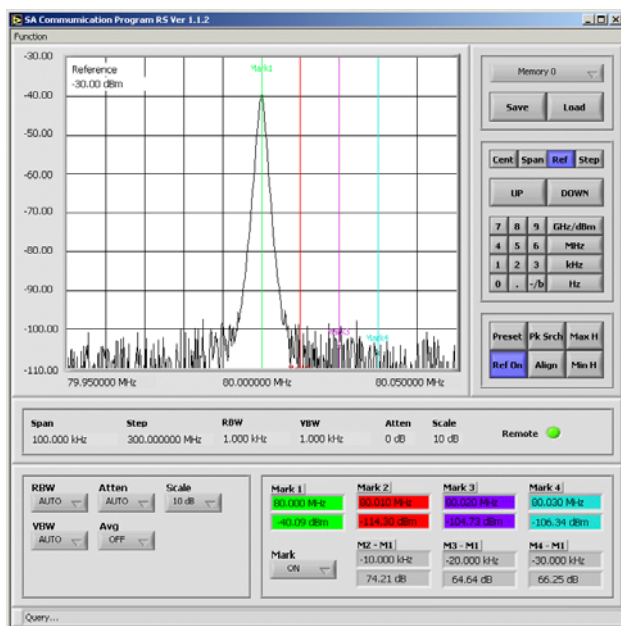 SA Communication Program RS Ver 1.1.2
Function
-30.00
-40.00
-50.00
-60.00
-70.00
-80.00
-90.00
-100.00
-110.00
Reference
-30.00 dBm
Mark1
Mark3
Mark4
79.950000 MHz 80.000000 MHz 80.050000 MHz
Memory 0
Save Load
Cent Span Ref Step
UP DOWN
7 8 9 GHz/dBm
4 5 6 MHz
1 2 3 kHz
0 . -/b Hz
Preset Pk Srch Max H
Ref On Align Min H
Span Step RBW VBW Atten Scale
100.000 kHz 300.000000 MHz 1.000 kHz 1.000 kHz 0 dB 10 dB
Remote
RBW Atten Scale
AUTO AUTO 10 dB
VBW Avg
AUTO OFF
Mark 1 Mark 2 Mark 3 Mark 4
80.000 MHz 80.010 MHz 80.020 MHz 80.030 MHz
-40.09 dBm -114.30 dBm -104.73 dBm -106.34 dBm
Mark
ON
M2 - M1 M3 - M1 M4 - M1
-10.000 kHz -20.000 kHz -30.000 kHz
74.21 dB 64.64 dB 66.25 dB
Query...